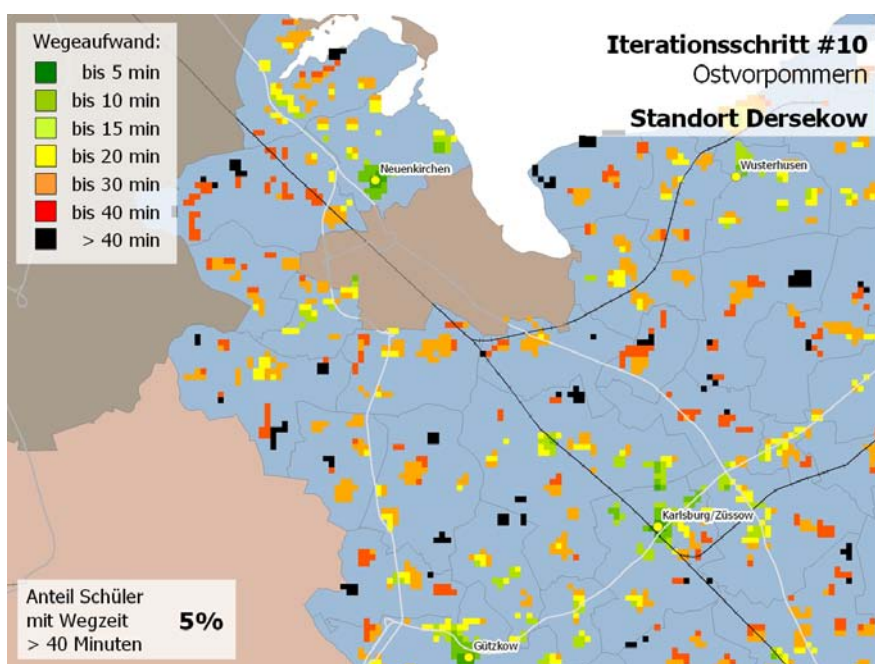 Wegeaufwand:
bis 5 min
bis 10 min
bis 15 min
bis 20 min
bis 30 min
bis 40 min
> 40 min
Iterationsschritt #10
Ostvorpommern
Standort Dersekow
Neuenkirchen
Wusterhusen
Karlsburg/Züssow
Gützkow
Anteil Schüler
mit Wegzeit 5%
> 40 Minuten